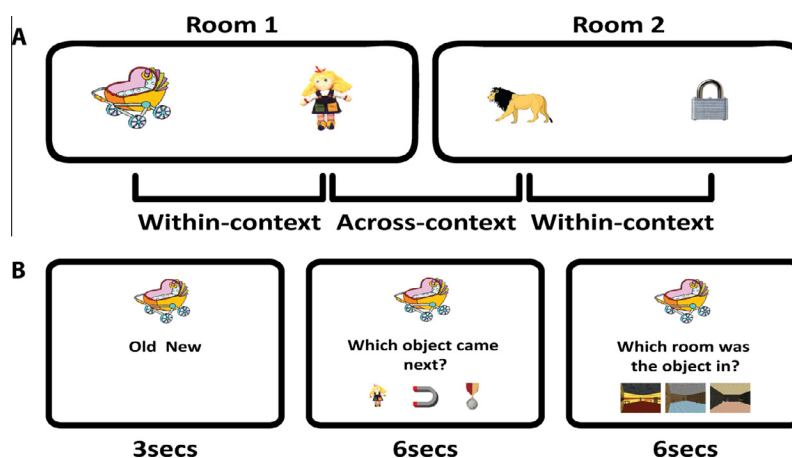 A
Room 1
Room 2
Within-context
Across-context
Within-context
B
Old New
Which object came
next?
Which room was
the object in?
3secs
6secs
6secs